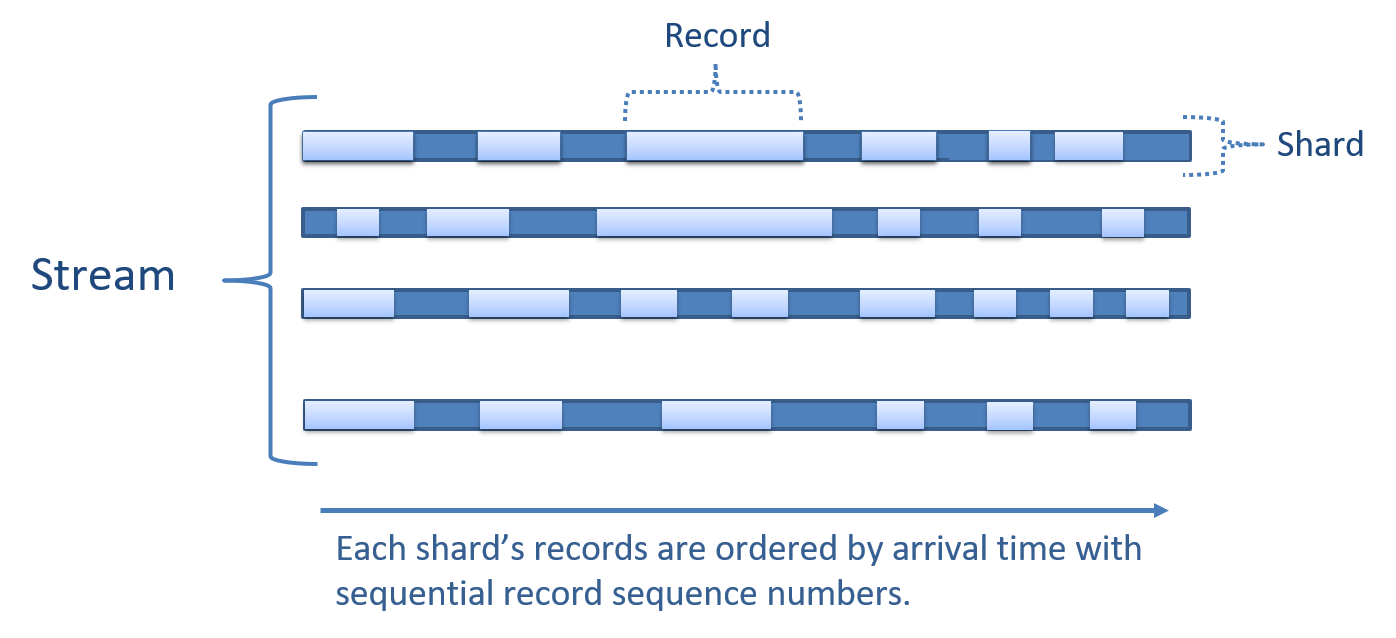 Record
Shard
Stream
Each shard’s records are ordered by arrival time with
sequential record sequence numbers.